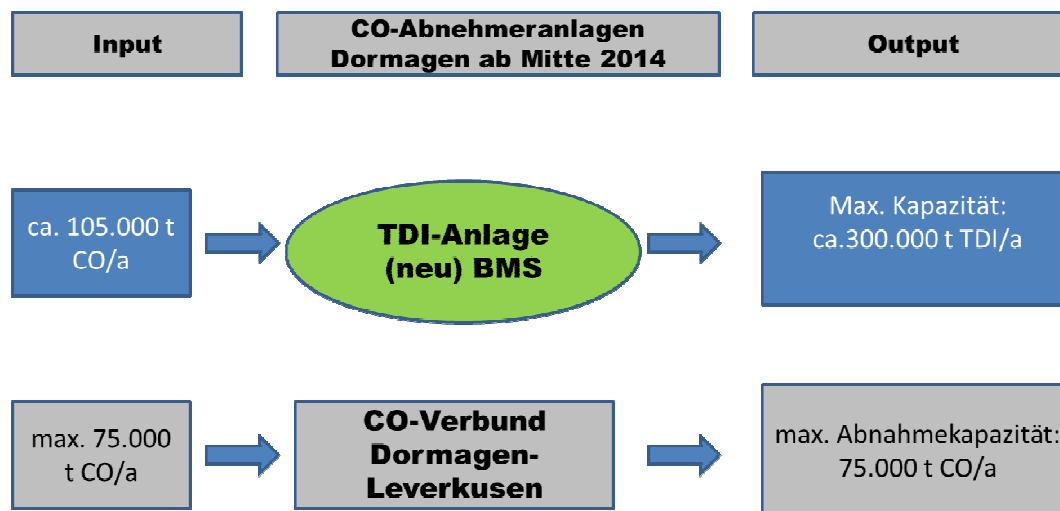 Input
CO-Abnehmeranlagen
Dormagen ab Mitte 2014
Output
ca. 105.000 t
CO/a
TDI-Anlage
(neu) BMS
Max. Kapazität:
ca.300.000 t TDI/a
max. 75.000
t CO/a
CO-Verbund
Dormagen-
Leverkusen
max. Abnahmekapazität:
75.000 t CO/a